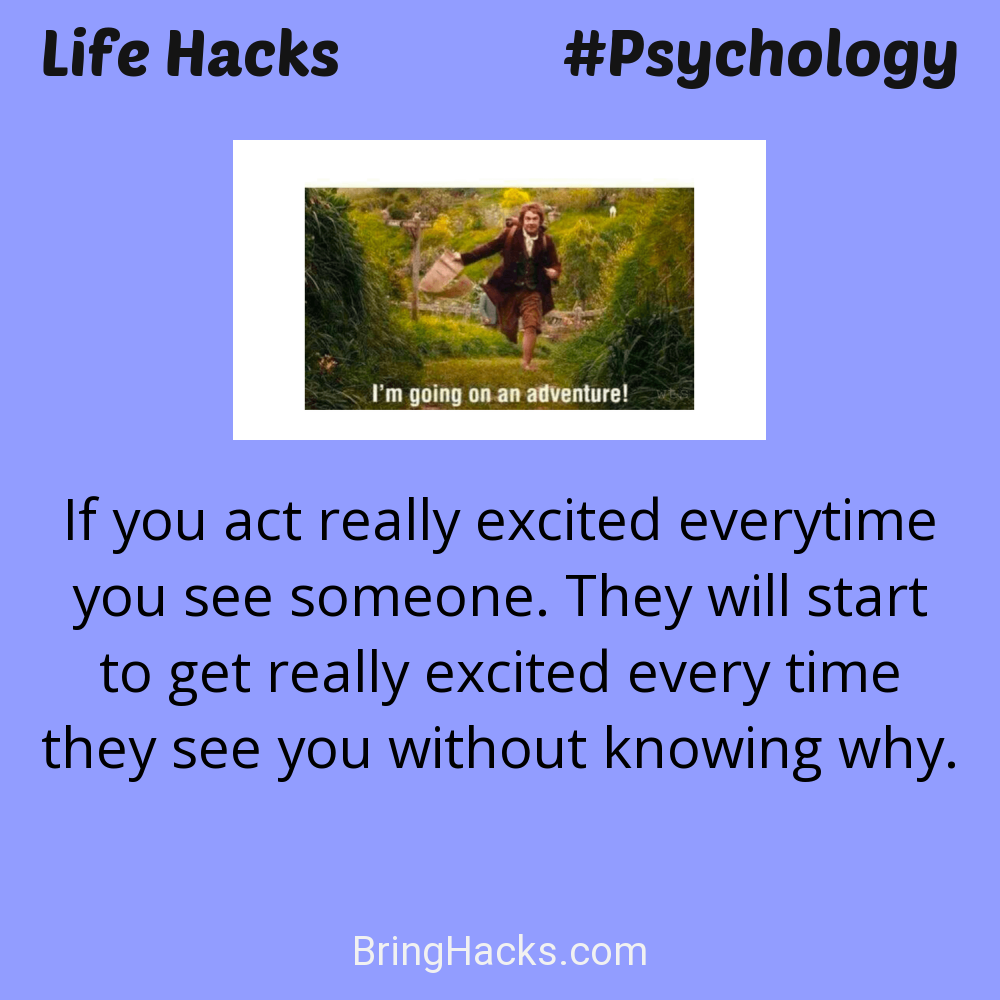 Life Hacks #Psychology
I'm going on an adventure!
If you act really excited everytime
you see someone. They will start
to get really excited every time
they see you without knowing why.
BringHacks.com